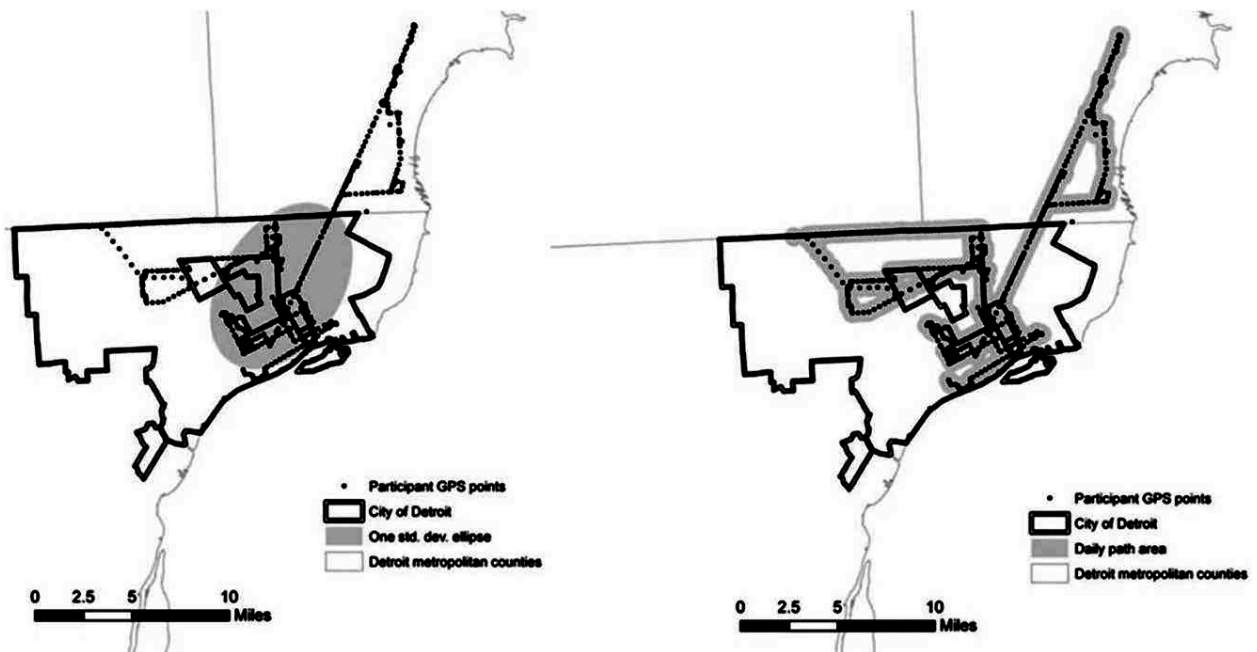 Participant GPS points
City of Detroit
One std. dev. ellipse
Detroit metropolitan counties
0 2.5 5 10
Miles
Participant GPS points
City of Detroit
Daily path area
Detroit metropolitan counties
0 2.5 5 10
Miles